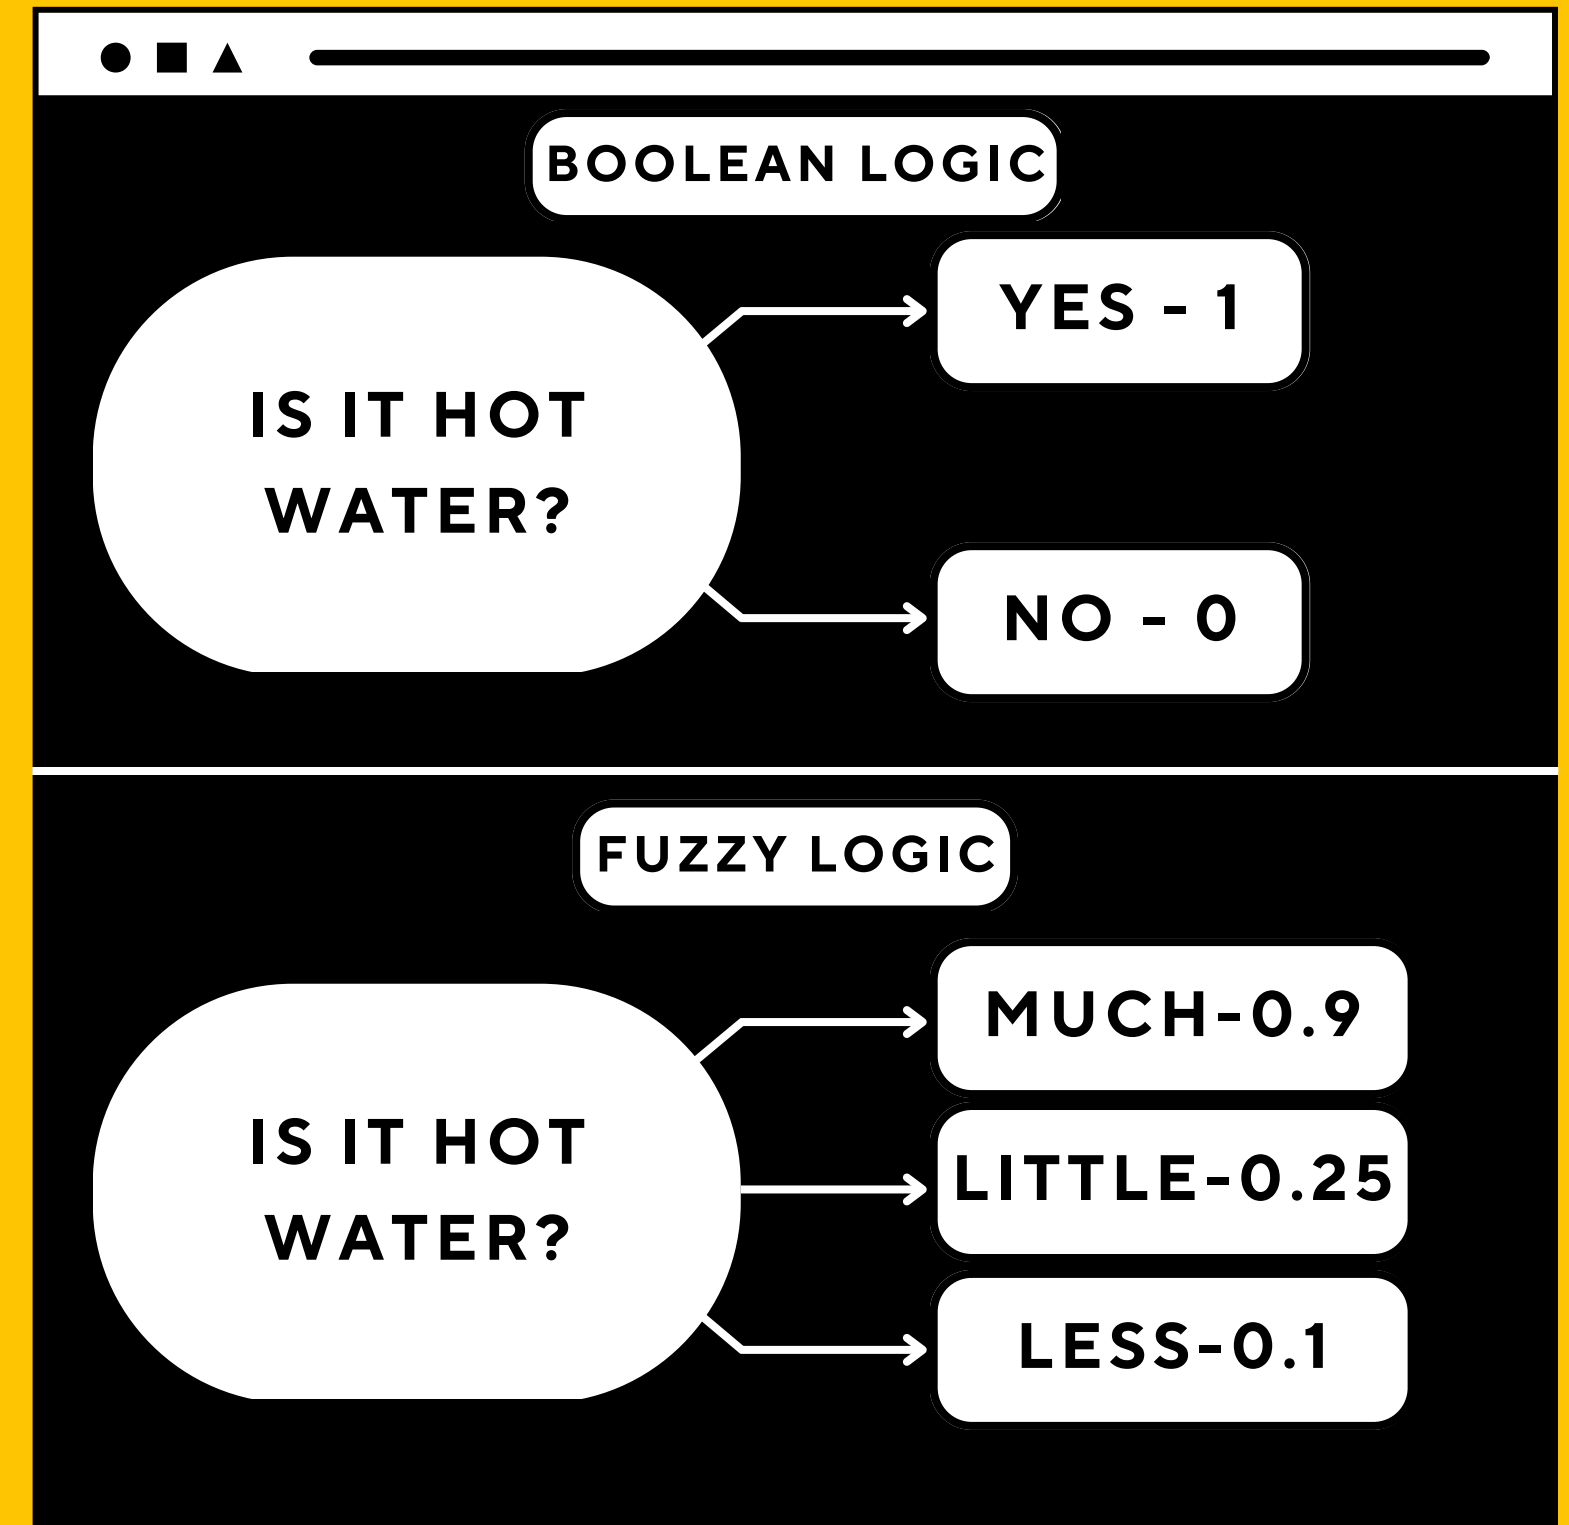 BOOLEAN LOGIC
IS IT HOT
WATER?
YES - 1
NO - 0
FUZZY LOGIC
IS IT HOT
WATER?
MUCH-0.9
LITTLE-0.25
LESS-0.1